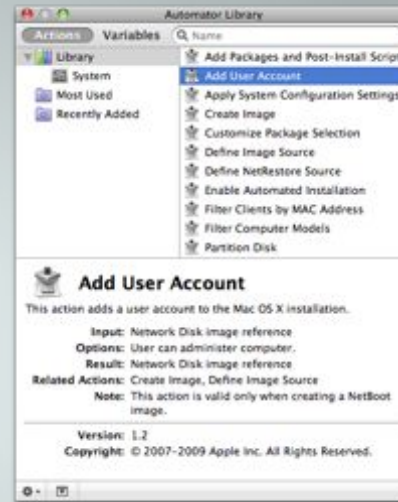 Automator Library
Actions Variables Name
Library
System
Most Used
Recently Added
Add Packages and Post-Install Script
Add User Account
Apply System Configuration Settings
Create Image
Customize Package Selection
Define Image Source
Define NetRestore Source
Enable Automated Installation
Filter Clients by MAC Address
Filter Computer Models
Partition Disk
Add User Account
This action adds a user account to the Mac OS X installation.
Input: Network Disk image reference
Options: User can administer computer.
Result: Network Disk image reference
Related Actions: Create Image, Define Image Source
Note: This action is valid only when creating a NetBoot
image.
Version: 1.2
Copyright: © 2007-2009 Apple Inc. All Rights Reserved.